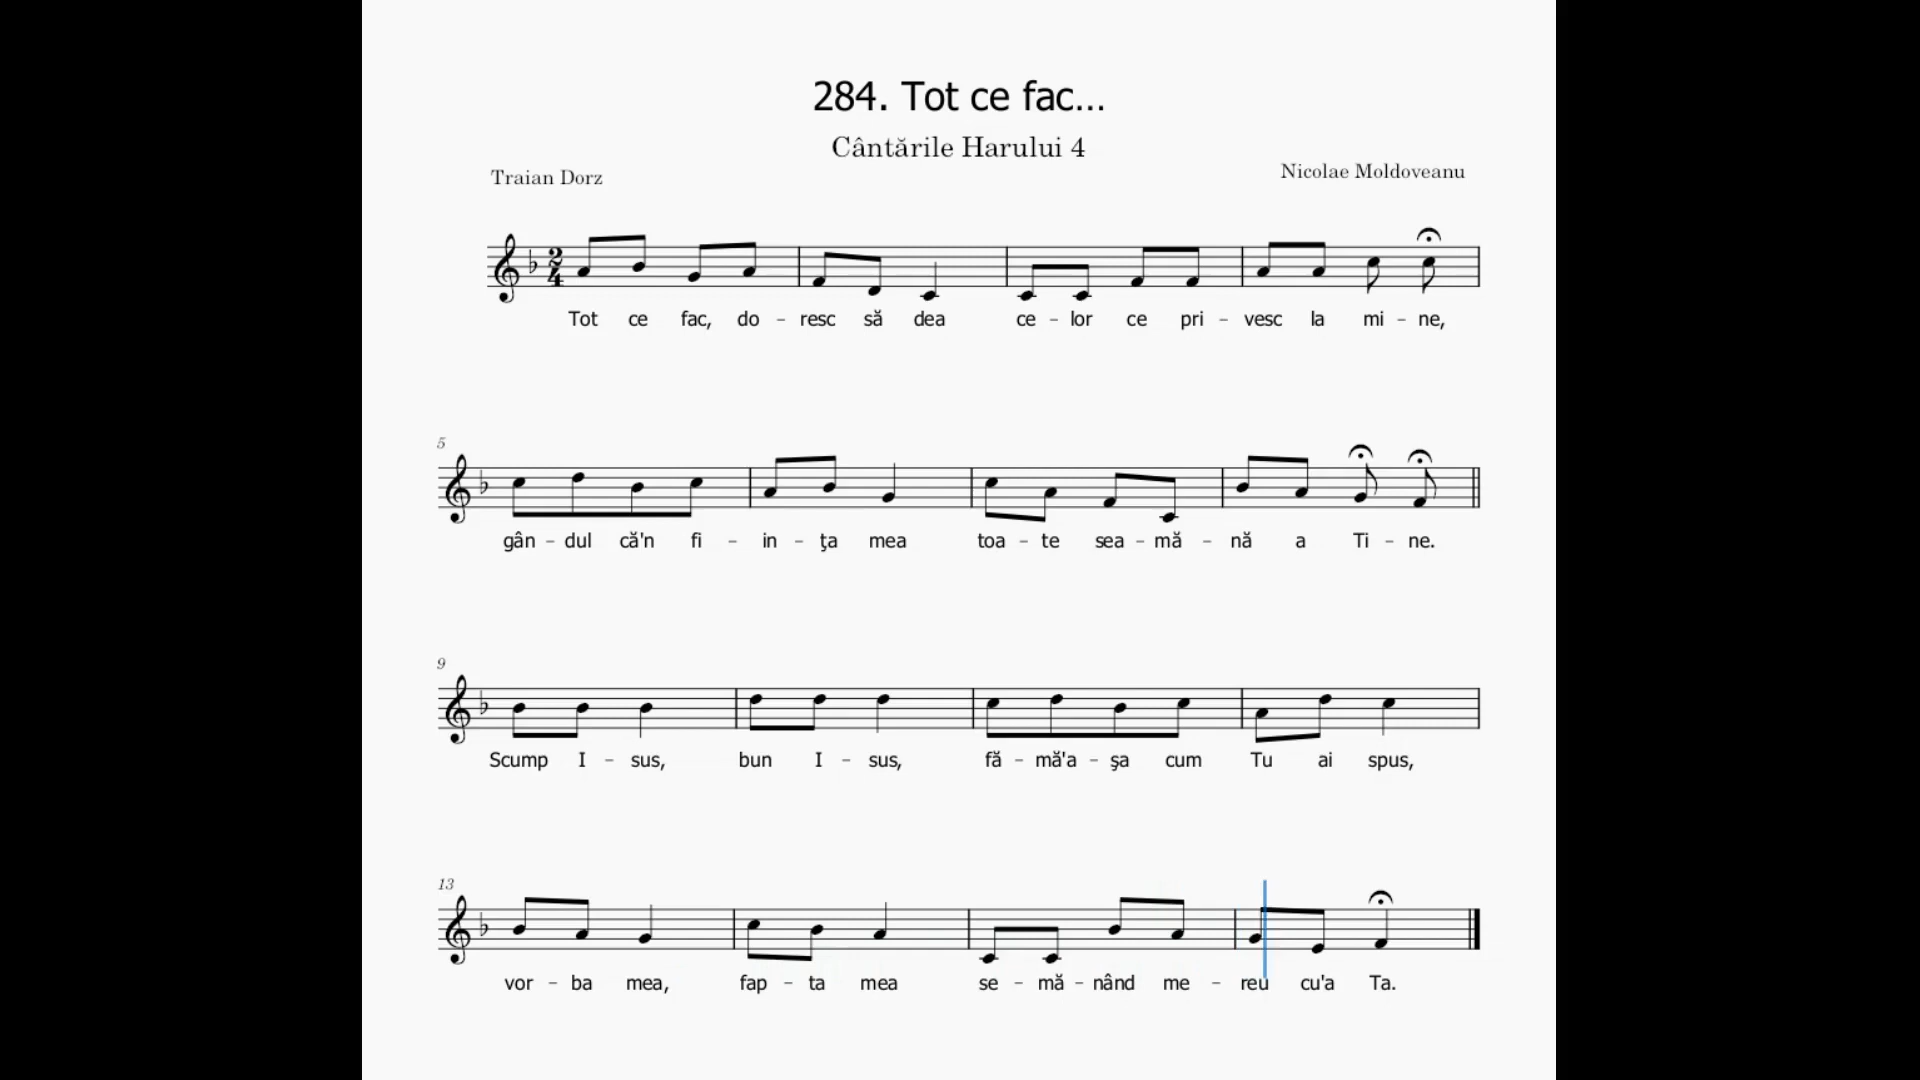 284. Tot ce fac...
Cântările Harului 4
Traian Dorz
Nicolae Moldoveanu
2
4
Tot ce fac, do - resc să dea ce - lor ce pri - vesc la mi - ne,
5
gân - dul că'n fi - in - ţa mea toa - te sea - mă - nă a Ti - ne.
9
Scump I - sus, bun I - sus, fă - mă'a - şa cum Tu ai spus,
13
vor - ba mea, fap - ta mea se - mă - nând me - reu cu'a Ta.